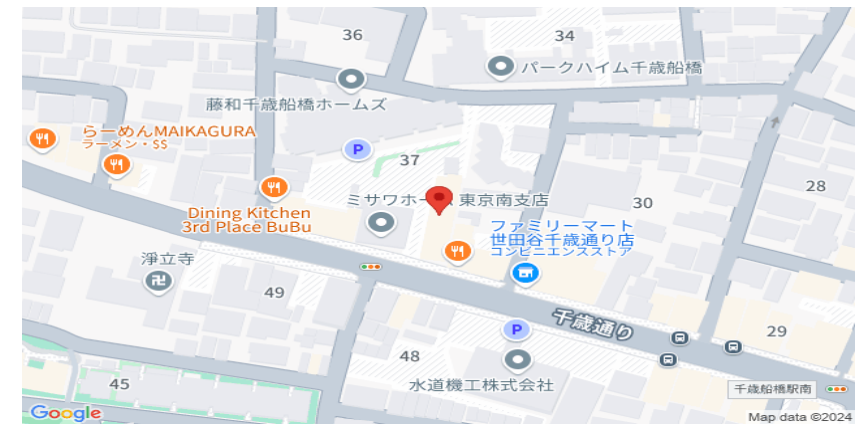 36
34
パークハイム千歳船橋
藤和千歳船橋ホームズ
らーめんMAIKAGURA
ラーメン・SS
P
37
28
ミサワホー
東京南支店
30
Dining Kitchen
3rd Place BuBu
ファミリーマート
世田谷千歳通り店
コンビニエンスストア
淨立寺
49
千歳通り
P
29
48
45
水道機工株式会社
千歳船橋駅南
Google
Map data ©2024